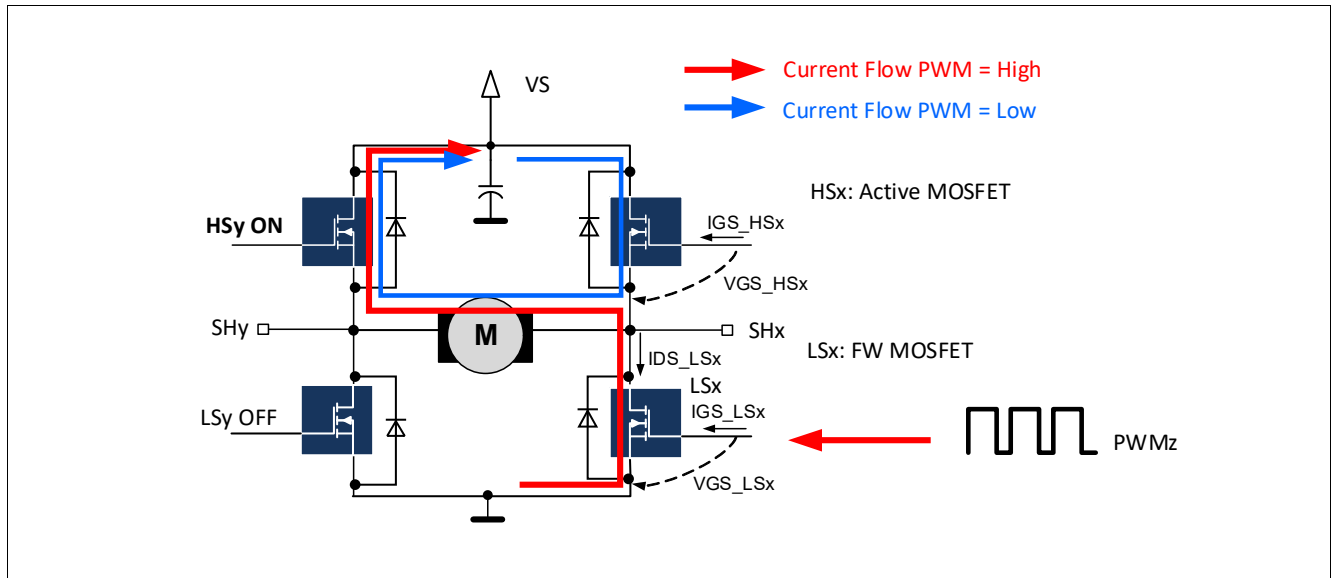 Current Flow PWM = High
VS
Current Flow PWM = Low
HSx: Active MOSFET
HSy ON
IGS_HSx
VGS_HSx
SHy
M
SHx
IDS_LSx
LSx: FW MOSFET
LSx
LSy OFF
IGS_LSx
PWMz
VGS_LSx